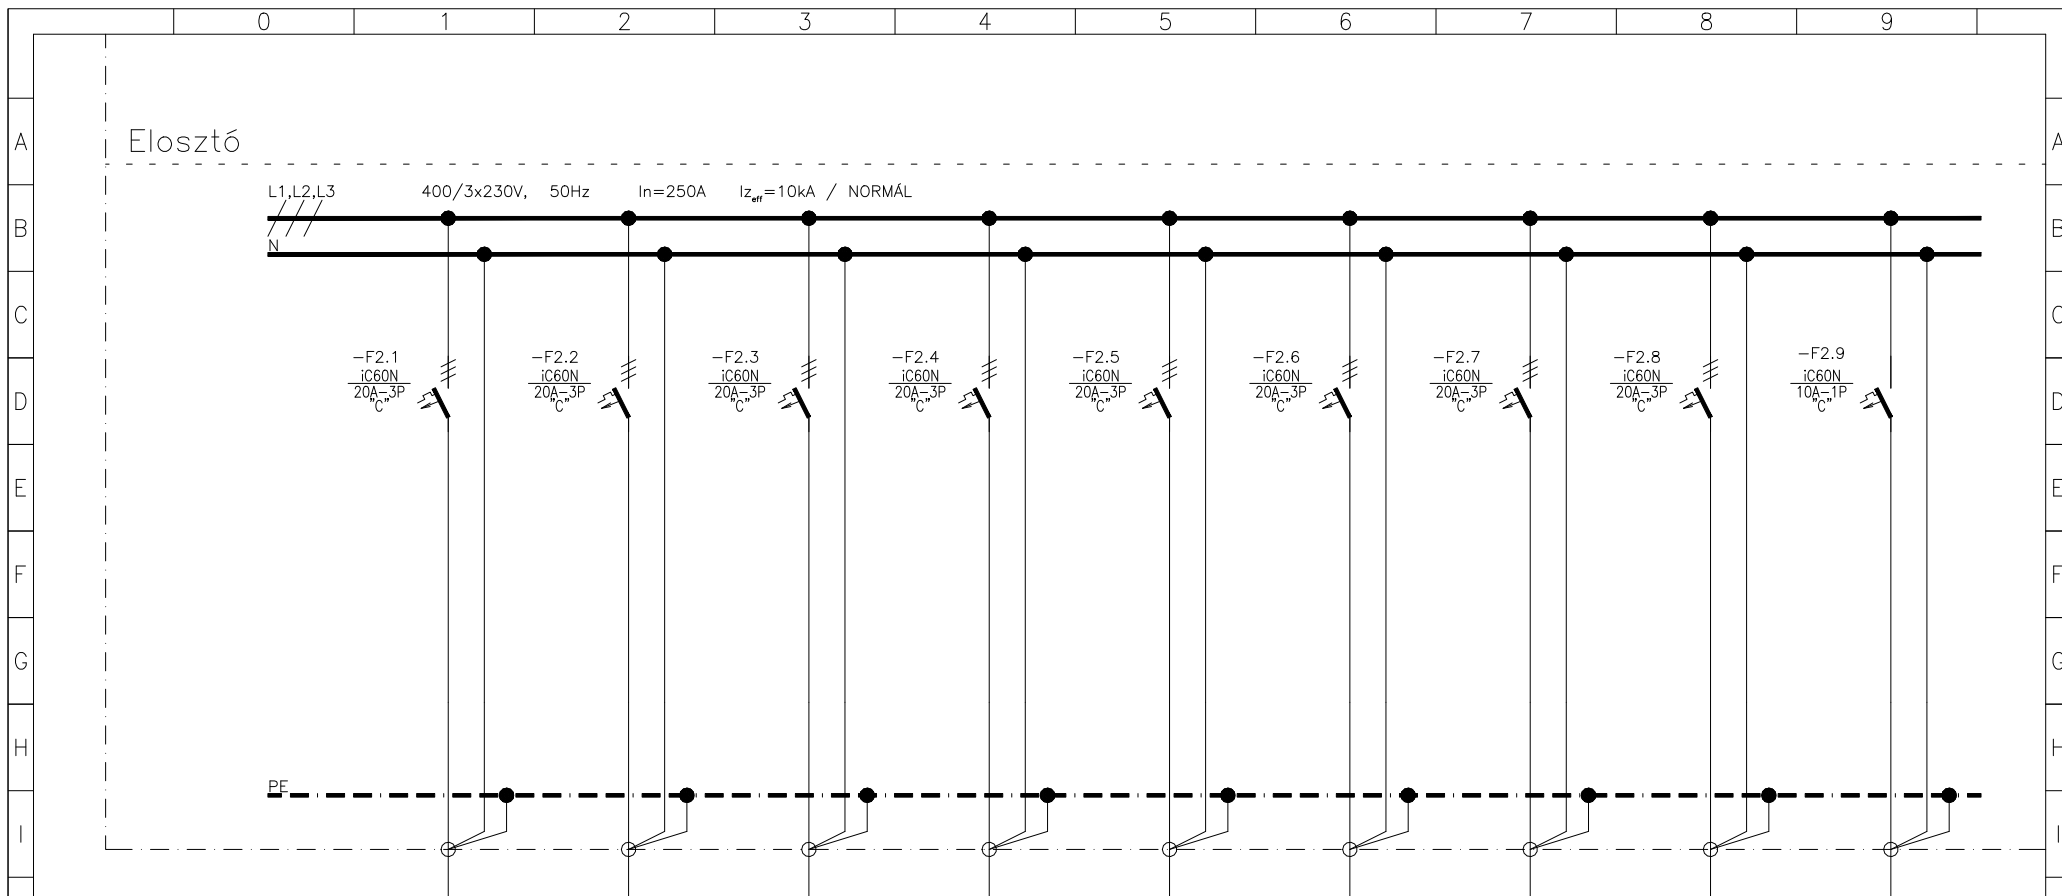 0 1 2 3 4 5 6 7 8 9
A A
Elosztó
L1,L2,L3 400/3x230V, 50Hz In=250A Iz_eff=10kA / NORMÁL
B B
N
C C
-F2.1 -F2.2 -F2.3 -F2.4 -F2.5 -F2.6 -F2.7 -F2.8 -F2.9
iC60N iC60N iC60N iC60N iC60N iC60N iC60N iC60N iC60N
20A-3P 20A-3P 20A-3P 20A-3P 20A-3P 20A-3P 20A-3P 20A-3P 10A-1P
D "C" "C" "C" "C" "C" "C" "C" "C" "C" D
E E
F F
G G
H H
PE
I I